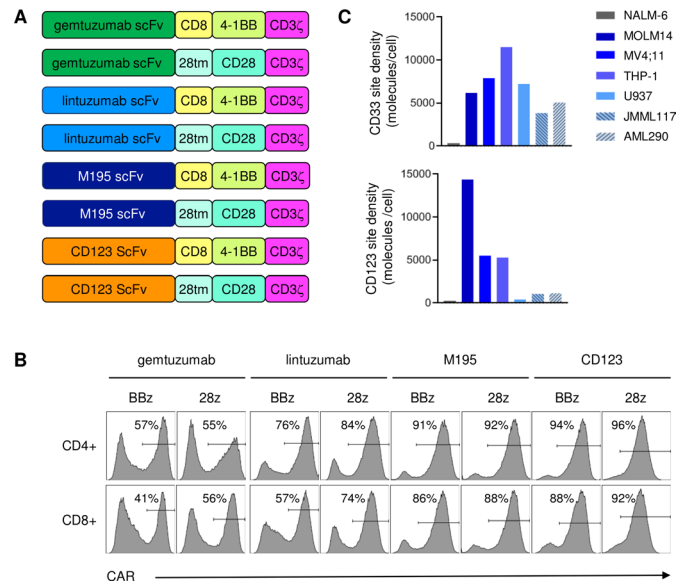 A
gemtuzumab scFv CD8 4-1BB CD3ζ
gemtuzumab scFv 28tm CD28 CD3ζ
lintuzumab scFv CD8 4-1BB CD3ζ
lintuzumab scFv 28tm CD28 CD3ζ
M195 scFv CD8 4-1BB CD3ζ
M195 scFv 28tm CD28 CD3ζ
CD123 ScFv CD8 4-1BB CD3ζ
CD123 ScFv 28tm CD28 CD3ζ
C
CD33 site density
(molecules/cell)
15000
10000
5000
0
NALM-6
MOLM14
MV4;11
THP-1
U937
JMML117
AML290
CD123 site density
(molecules /cell)
15000
10000
5000
0
B
gemtuzumab lintuzumab M195 CD123
BBz 28z BBz 28z BBz 28z BBz 28z
CD4+ 57% 55% 76% 84% 91% 92% 94% 96%
CD8+ 41% 56% 57% 74% 86% 88% 88% 92%
CAR